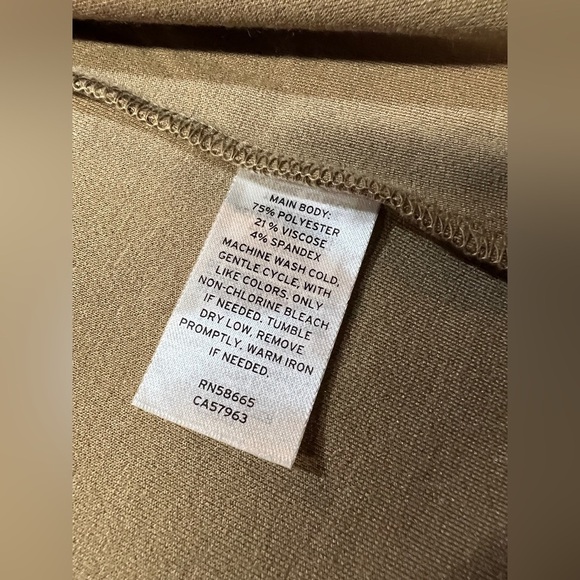 MAIN BODY:
75% POLYESTER
21% VISCOSE
4% SPANDEX
MACHINE WASH COLD,
GENTLE CYCLE, WITH
LIKE COLORS. ONLY
NON-CHLORINE BLEACH
IF NEEDED. TUMBLE
DRY LOW, REMOVE
PROMPTLY. WARM IRON
IF NEEDED.
RN58665
CA57963